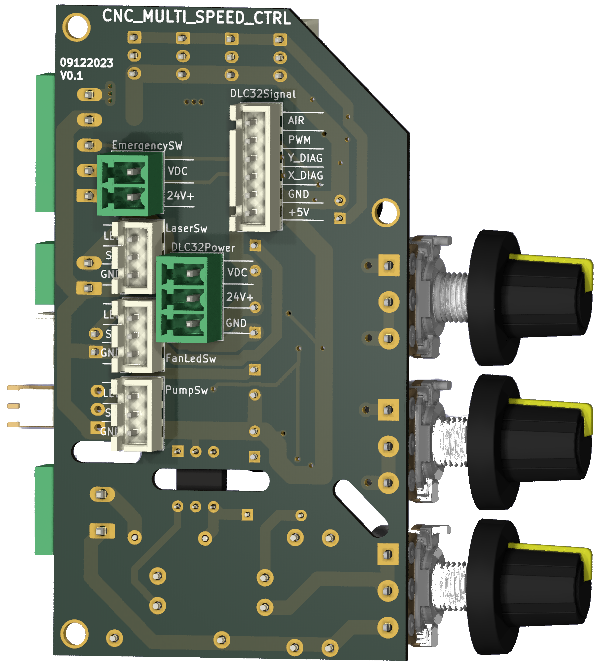 CNC_MULTI_SPEED_CTRL
09122023
V0.1
DLC32Signal
AIR
PWM
Y_DIAG
X_DIAG
GND
+5V
EmergencySW
VDC
24V+
LaserSw
GND
DLC32Power
VDC
24V+
GND
FanLedSw
GND
PumpSw
GND